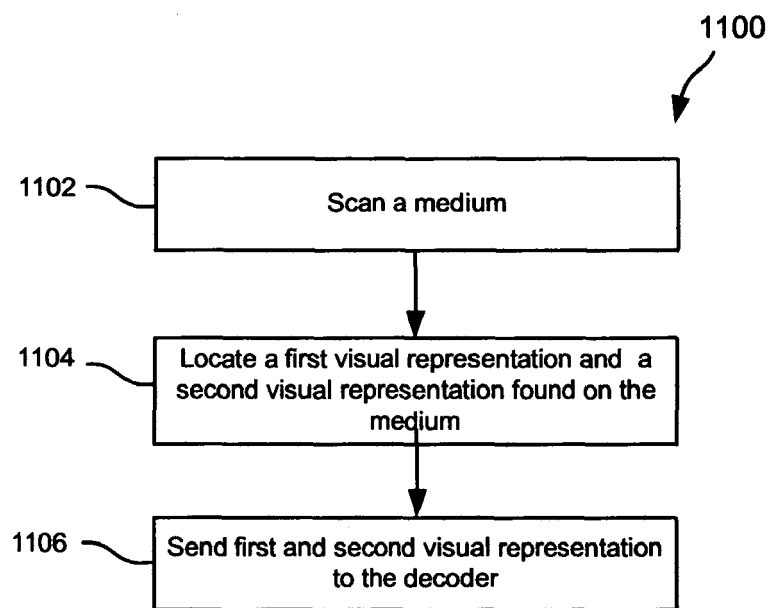 1100
1102
Scan a medium
1104
Locate a first visual representation and a
second visual representation found on the
medium
1106
Send first and second visual representation
to the decoder